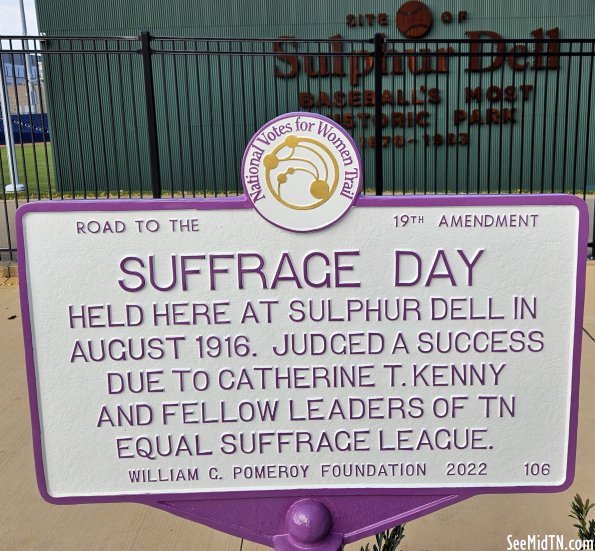 SITE OF
Sulphur Dell
BASEBALL'S MOST
HISTORIC PARK
National Votes for Women Trail
ROAD TO THE 19TH AMENDMENT
SUFFRAGE DAY
HELD HERE AT SULPHUR DELL IN
AUGUST 1916. JUDGED A SUCCESS
DUE TO CATHERINE T. KENNY
AND FELLOW LEADERS OF TN
EQUAL SUFFRAGE LEAGUE.
WILLIAM G. POMEROY FOUNDATION 2022 106
SeeMidTN.com